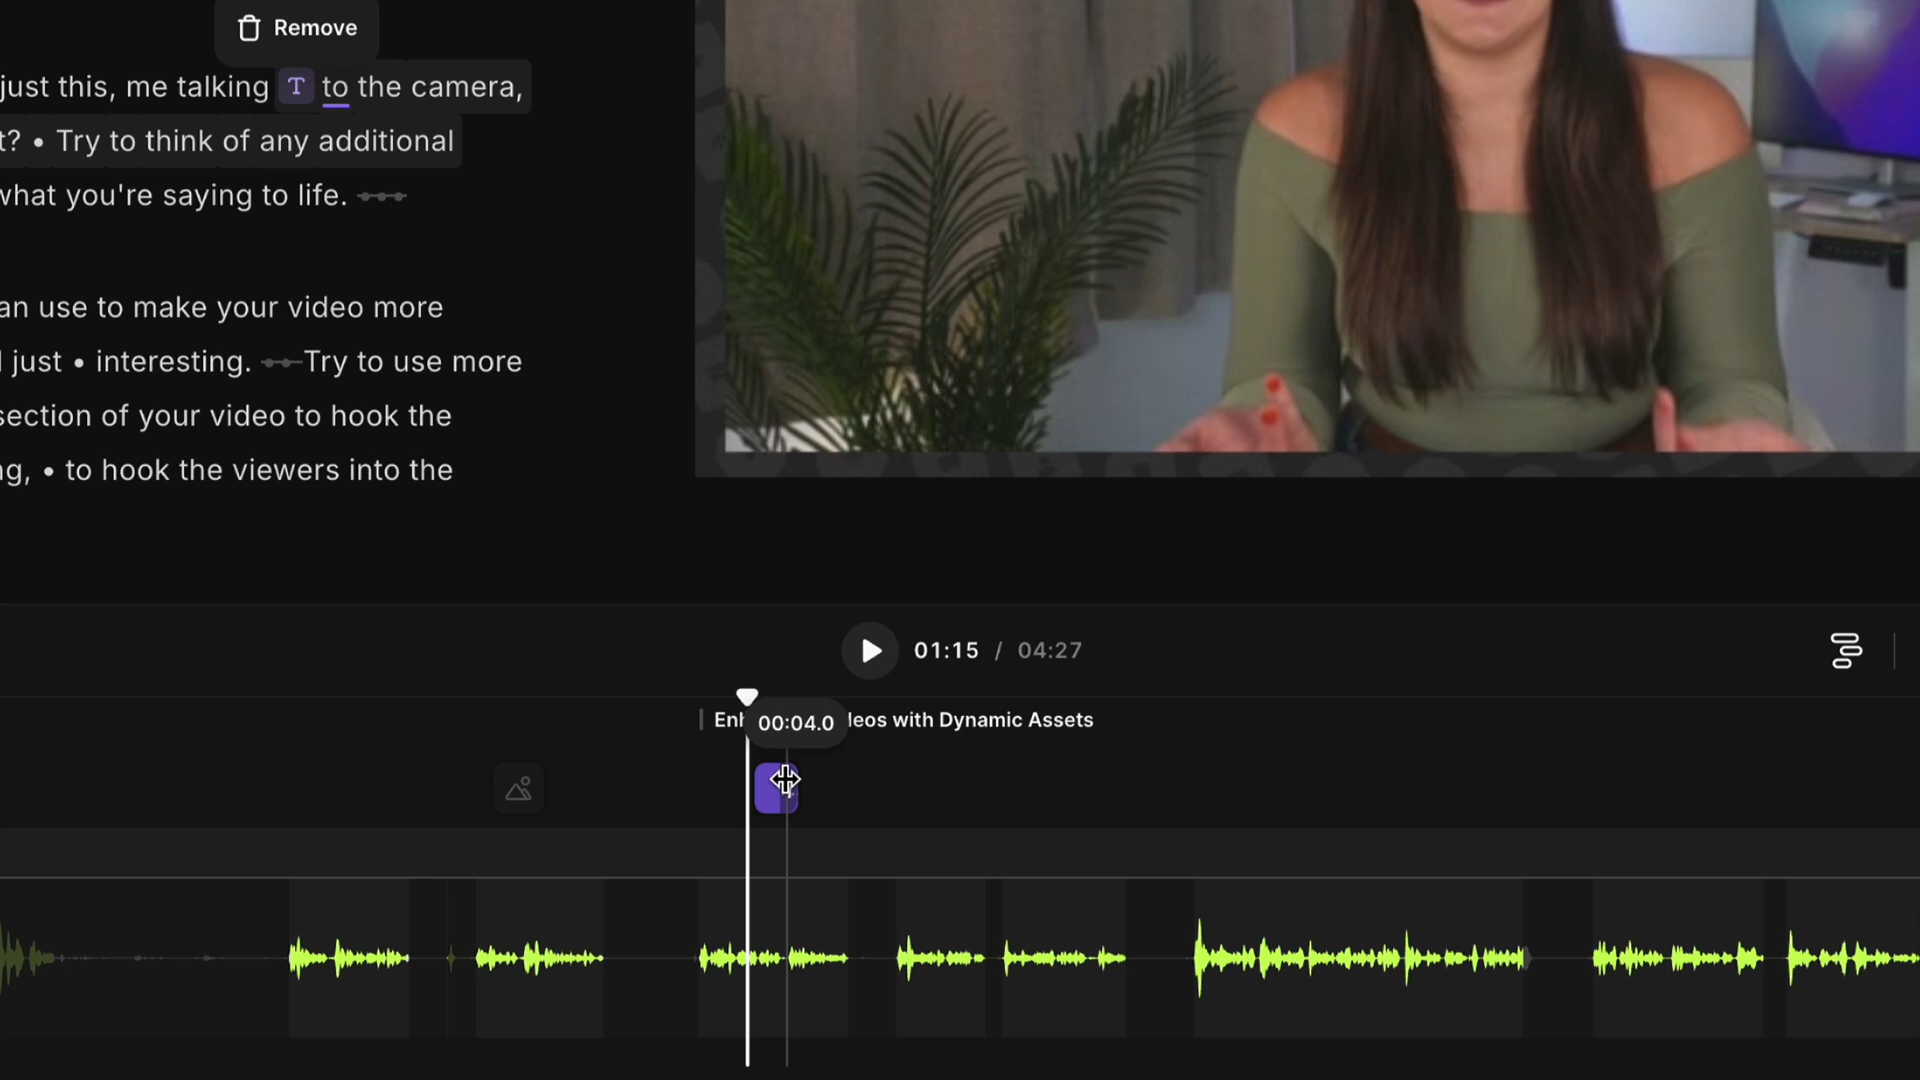 Remove
just this, me talking T to the camera,
t? • Try to think of any additional
what you're saying to life.
an use to make your video more
just • interesting. Try to use more
section of your video to hook the
g, • to hook the viewers into the
01:15 / 04:27
Enh 00:04.0 leos with Dynamic Assets